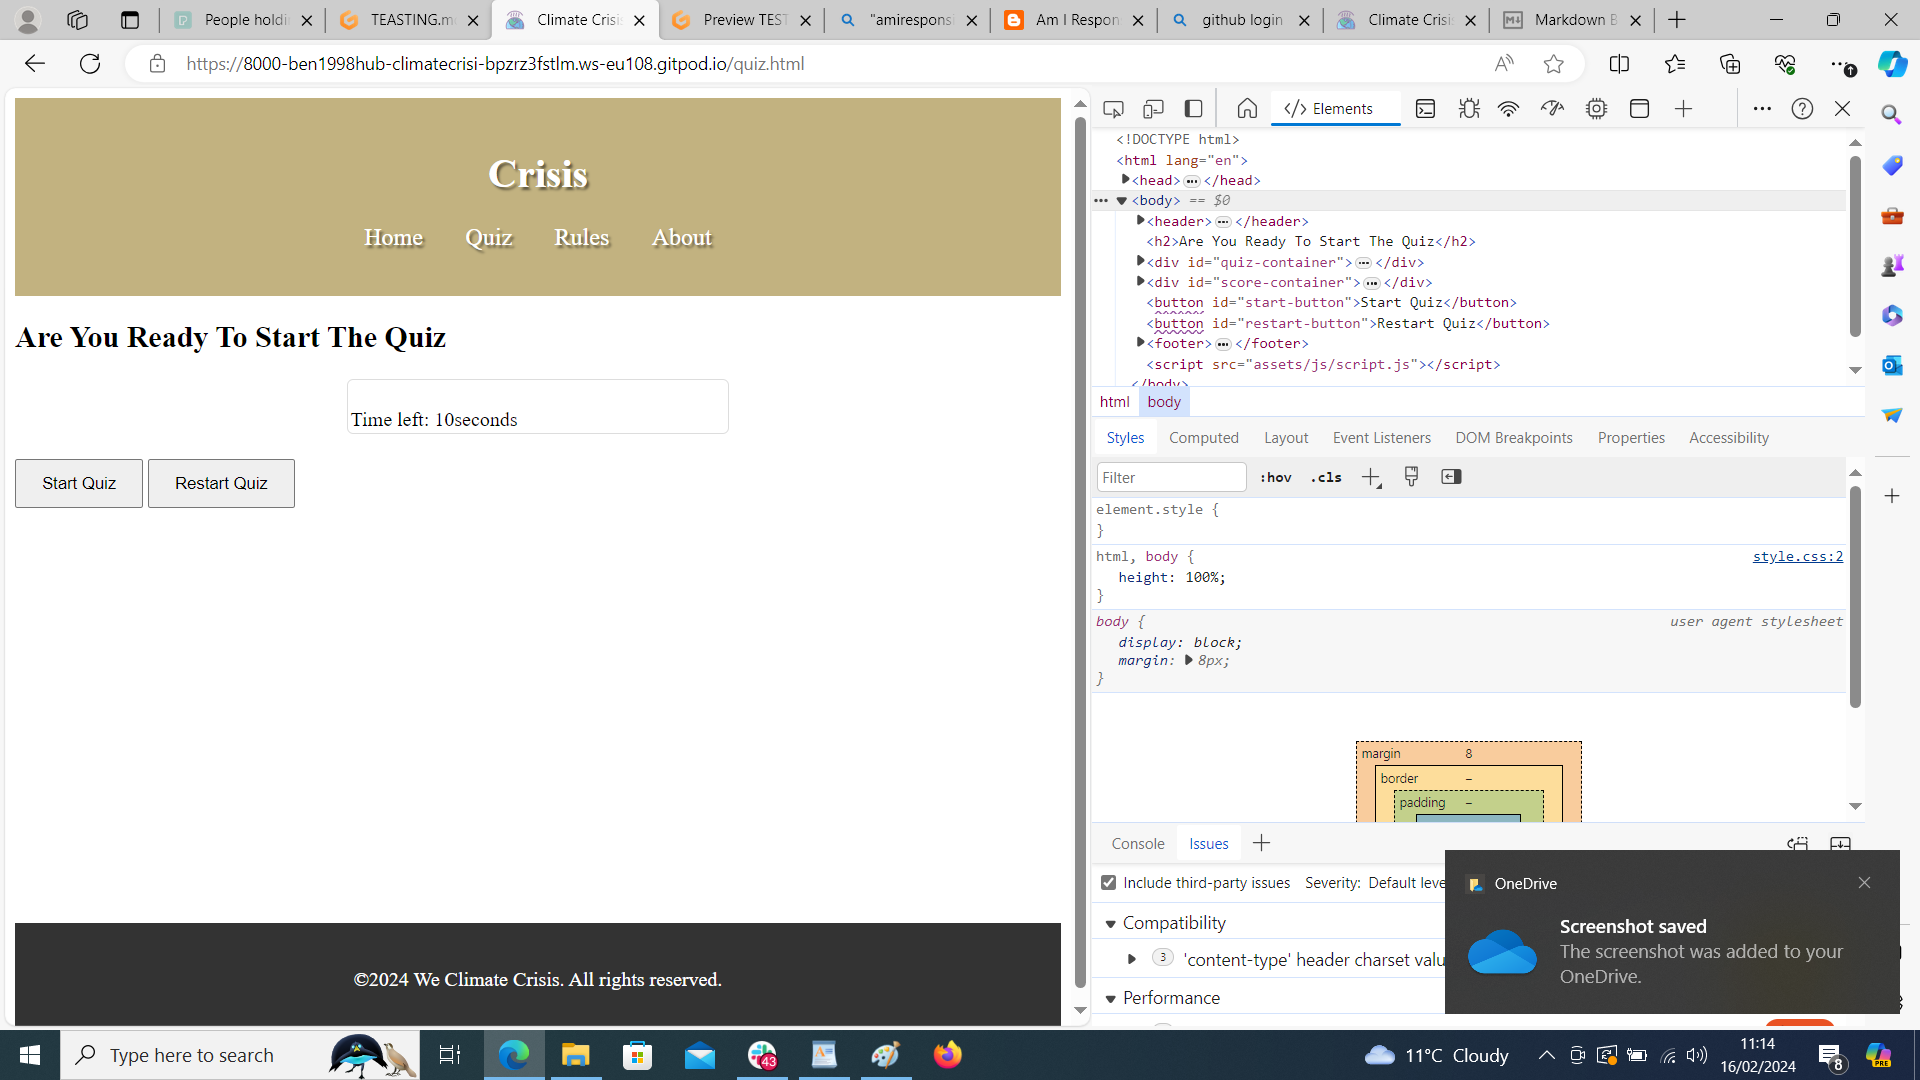 People holdi
TEASTING.m
Climate Crisi
Preview TEST
"amiresponsi
Am I Respon
github login
Climate Crisi
Markdown B
https://8000-ben1998hub-climatecrisi-bpzrz3fstlm.ws-eu108.gitpod.io/quiz.html
Crisis
Home Quiz Rules About
Are You Ready To Start The Quiz
Time left: 10seconds
Start Quiz Restart Quiz
©2024 We Climate Crisis. All rights reserved.
</> Elements
<!DOCTYPE html>
<html lang="en">
<head> ••• </head>
••• <body> == $0
<header> ••• </header>
<h2>Are You Ready To Start The Quiz</h2>
<div id="quiz-container"> ••• </div>
<div id="score-container"> ••• </div>
<button id="start-button">Start Quiz</button>
<button id="restart-button">Restart Quiz</button>
<footer> ••• </footer>
<script src="assets/js/script.js"></script>
</body>
html body
Styles Computed Layout Event Listeners DOM Breakpoints Properties Accessibility
Filter :hov .cls
element.style {
}
html, body { style.css:2
height: 100%;
}
body { user agent stylesheet
display: block;
margin: 8px;
}
margin 8
border –
padding –
Console Issues
Include third-party issues Severity: Default leve
Compatibility
3 'content-type' header charset valu
Performance
OneDrive
Screenshot saved
The screenshot was added to your
OneDrive.
Type here to search
43
11°C Cloudy
11:14
16/02/2024
8
PRE